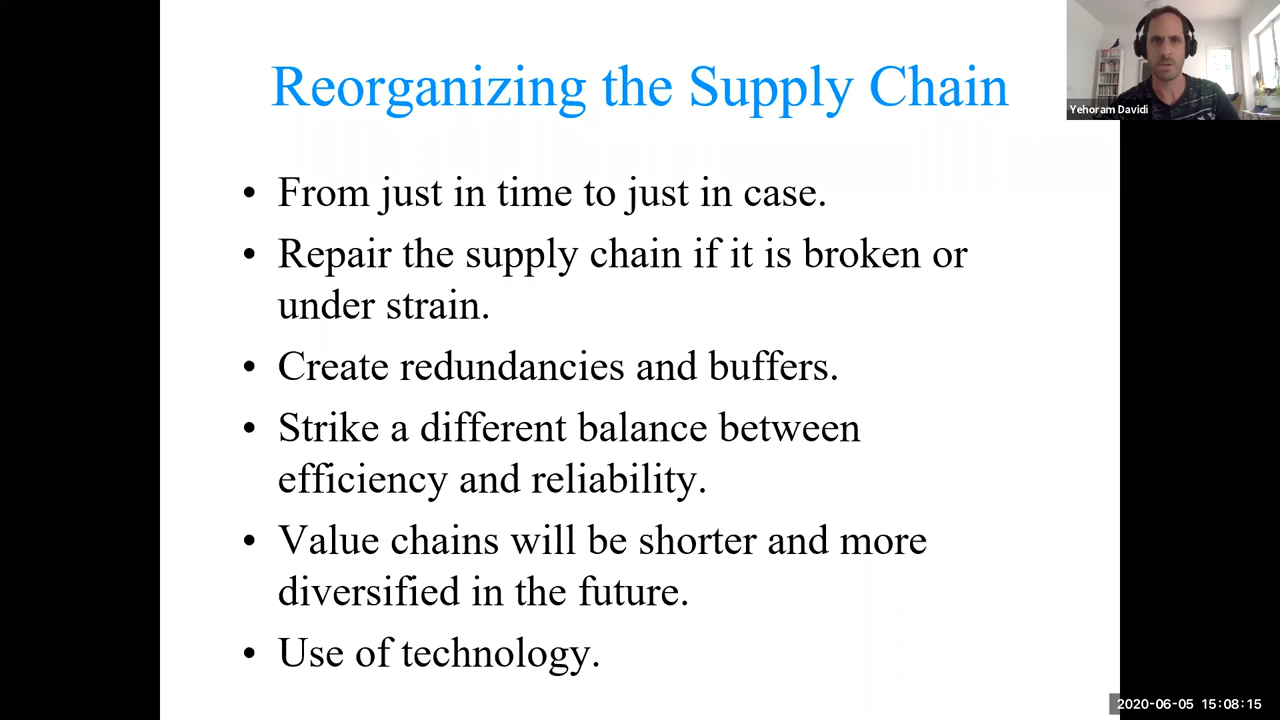 Reorganizing the Supply Chain
Yehoram Davidi
• From just in time to just in case.
• Repair the supply chain if it is broken or
under strain.
• Create redundancies and buffers.
• Strike a different balance between
efficiency and reliability.
• Value chains will be shorter and more
diversified in the future.
• Use of technology.
2020-06-05 15:08:15